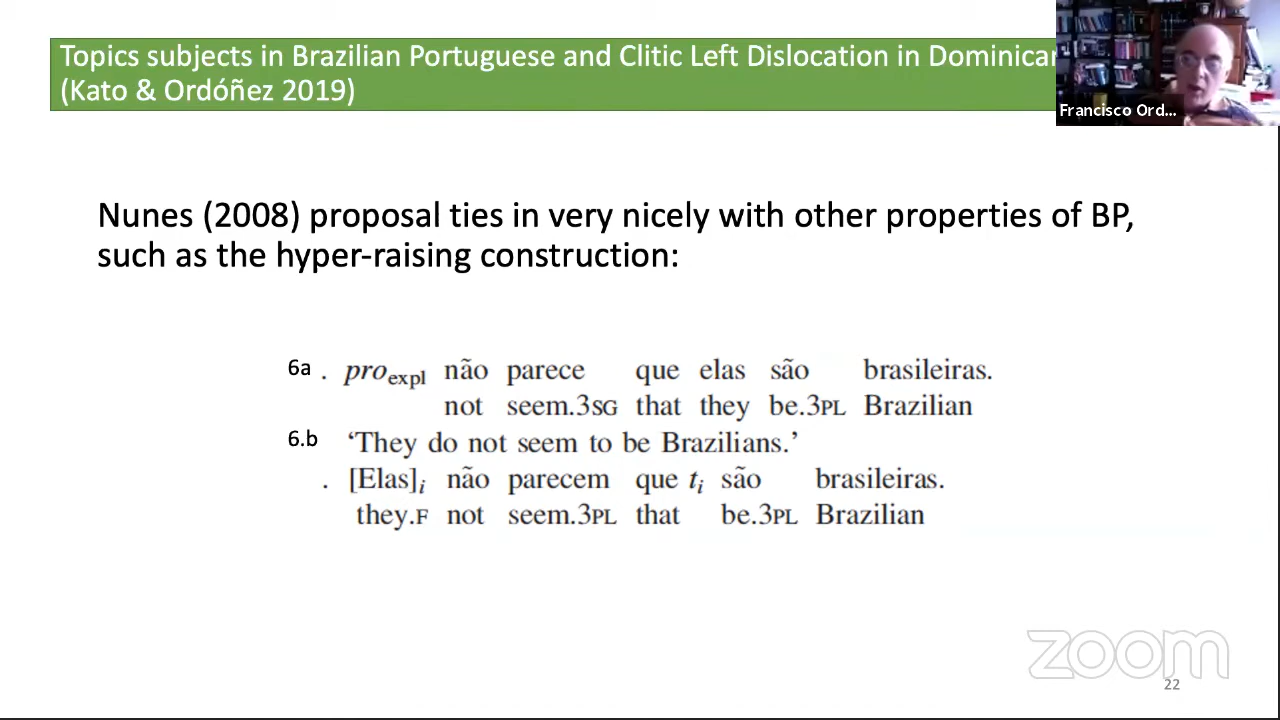 Topics subjects in Brazilian Portuguese and Clitic Left Dislocation in Dominican
(Kato & Ordóñez 2019)
Francisco Ord...
Nunes (2008) proposal ties in very nicely with other properties of BP,
such as the hyper-raising construction:
6a . pro expl não parece que elas são brasileiras.
not seem.3SG that they be.3PL Brazilian
6.b ‘They do not seem to be Brazilians.’
. [Elas]i não parecem que ti são brasileiras.
they.F not seem.3PL that be.3PL Brazilian
zoom
22